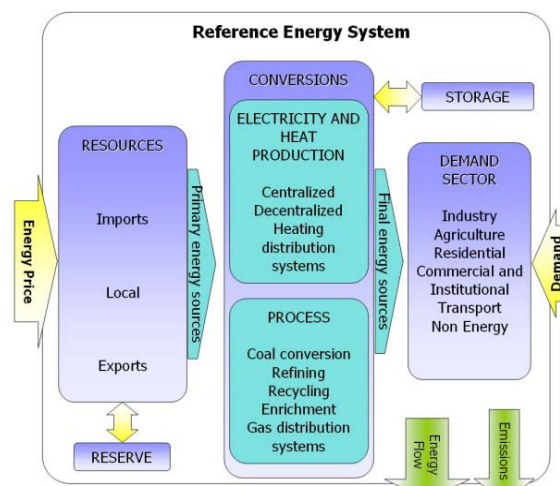 Reference Energy System
Energy Price
RESOURCES
Imports
Local
Exports
RESERVE
Primary energy sources
CONVERSIONS
ELECTRICITY AND
HEAT
PRODUCTION
Centralized
Decentralized
Heating
distribution
systems
PROCESS
Coal conversion
Refining
Recycling
Enrichment
Gas distribution
systems
STORAGE
Final energy sources
DEMAND
SECTOR
Industry
Agriculture
Residential
Commercial and
Institutional
Transport
Non Energy
Demand
Energy
Flow
Emissions